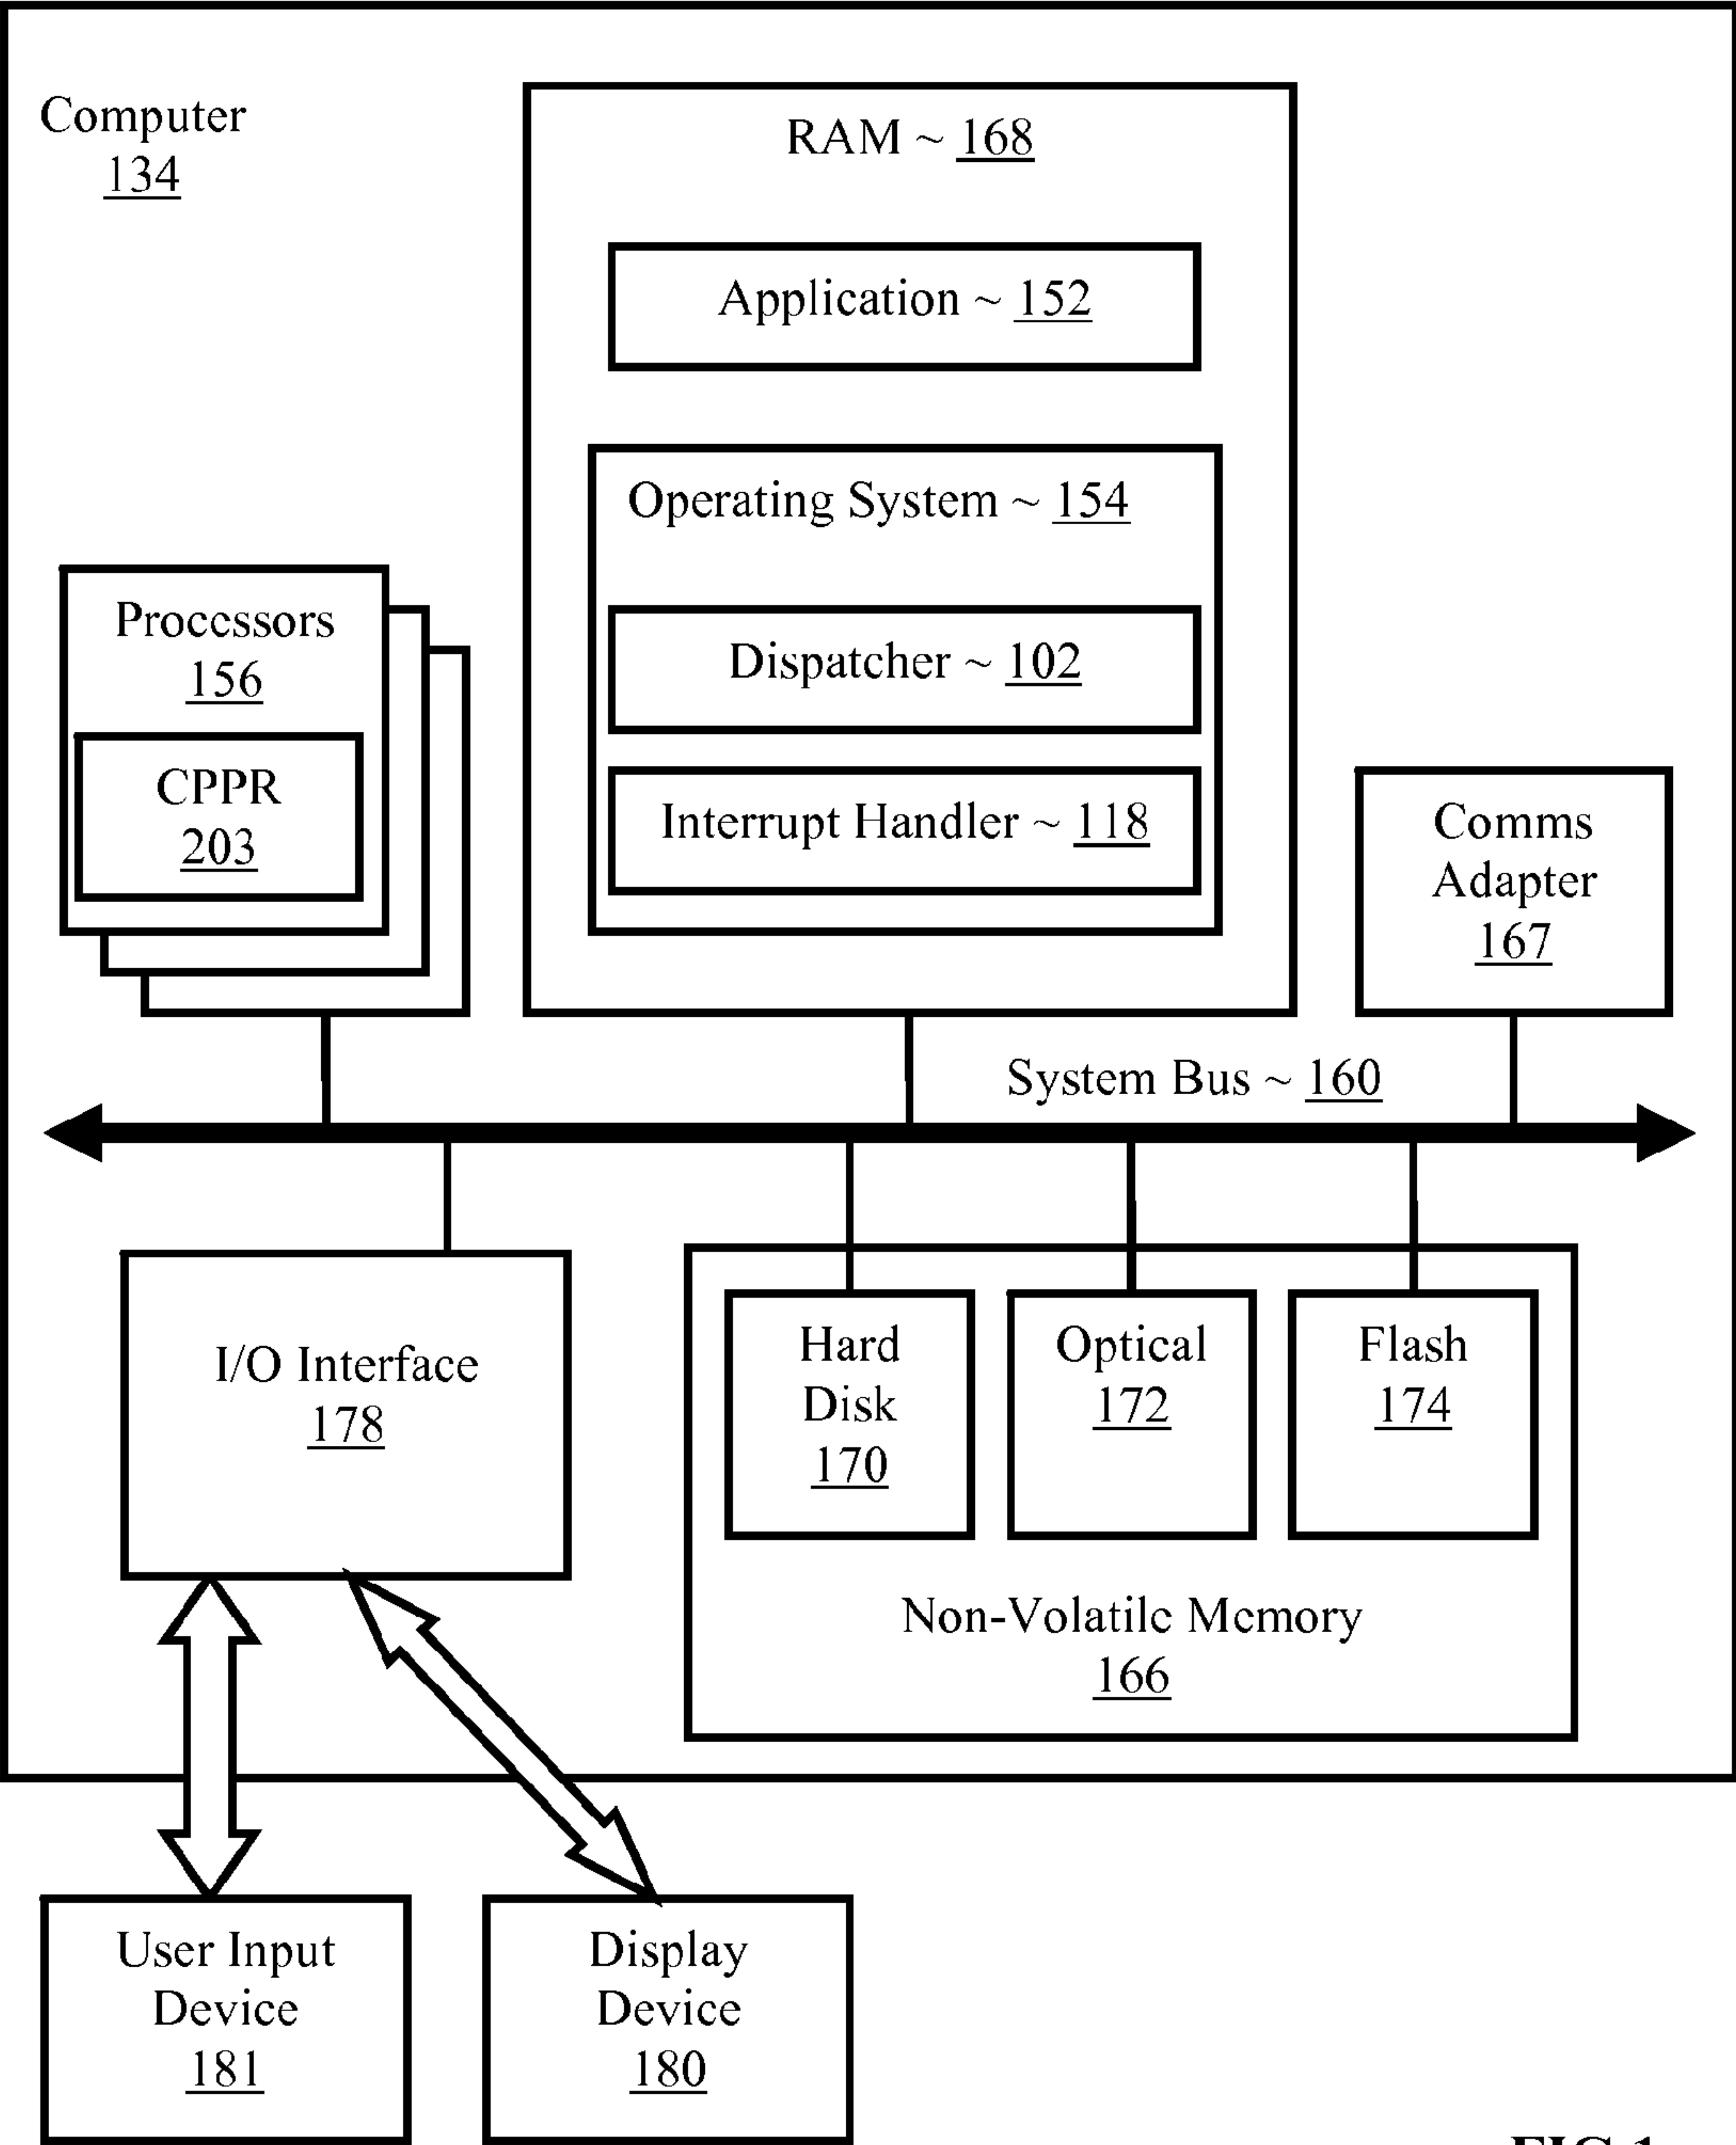 Computer
134
RAM ~ 168
Application ~ 152
Operating System ~ 154
Dispatcher ~ 102
Interrupt Handler ~ 118
Processors
156
CPPR
203
Comms
Adapter
167
System Bus ~ 160
I/O Interface
178
Hard
Disk
170
Optical
172
Flash
174
Non-Volatile Memory
166
User Input
Device
181
Display
Device
180